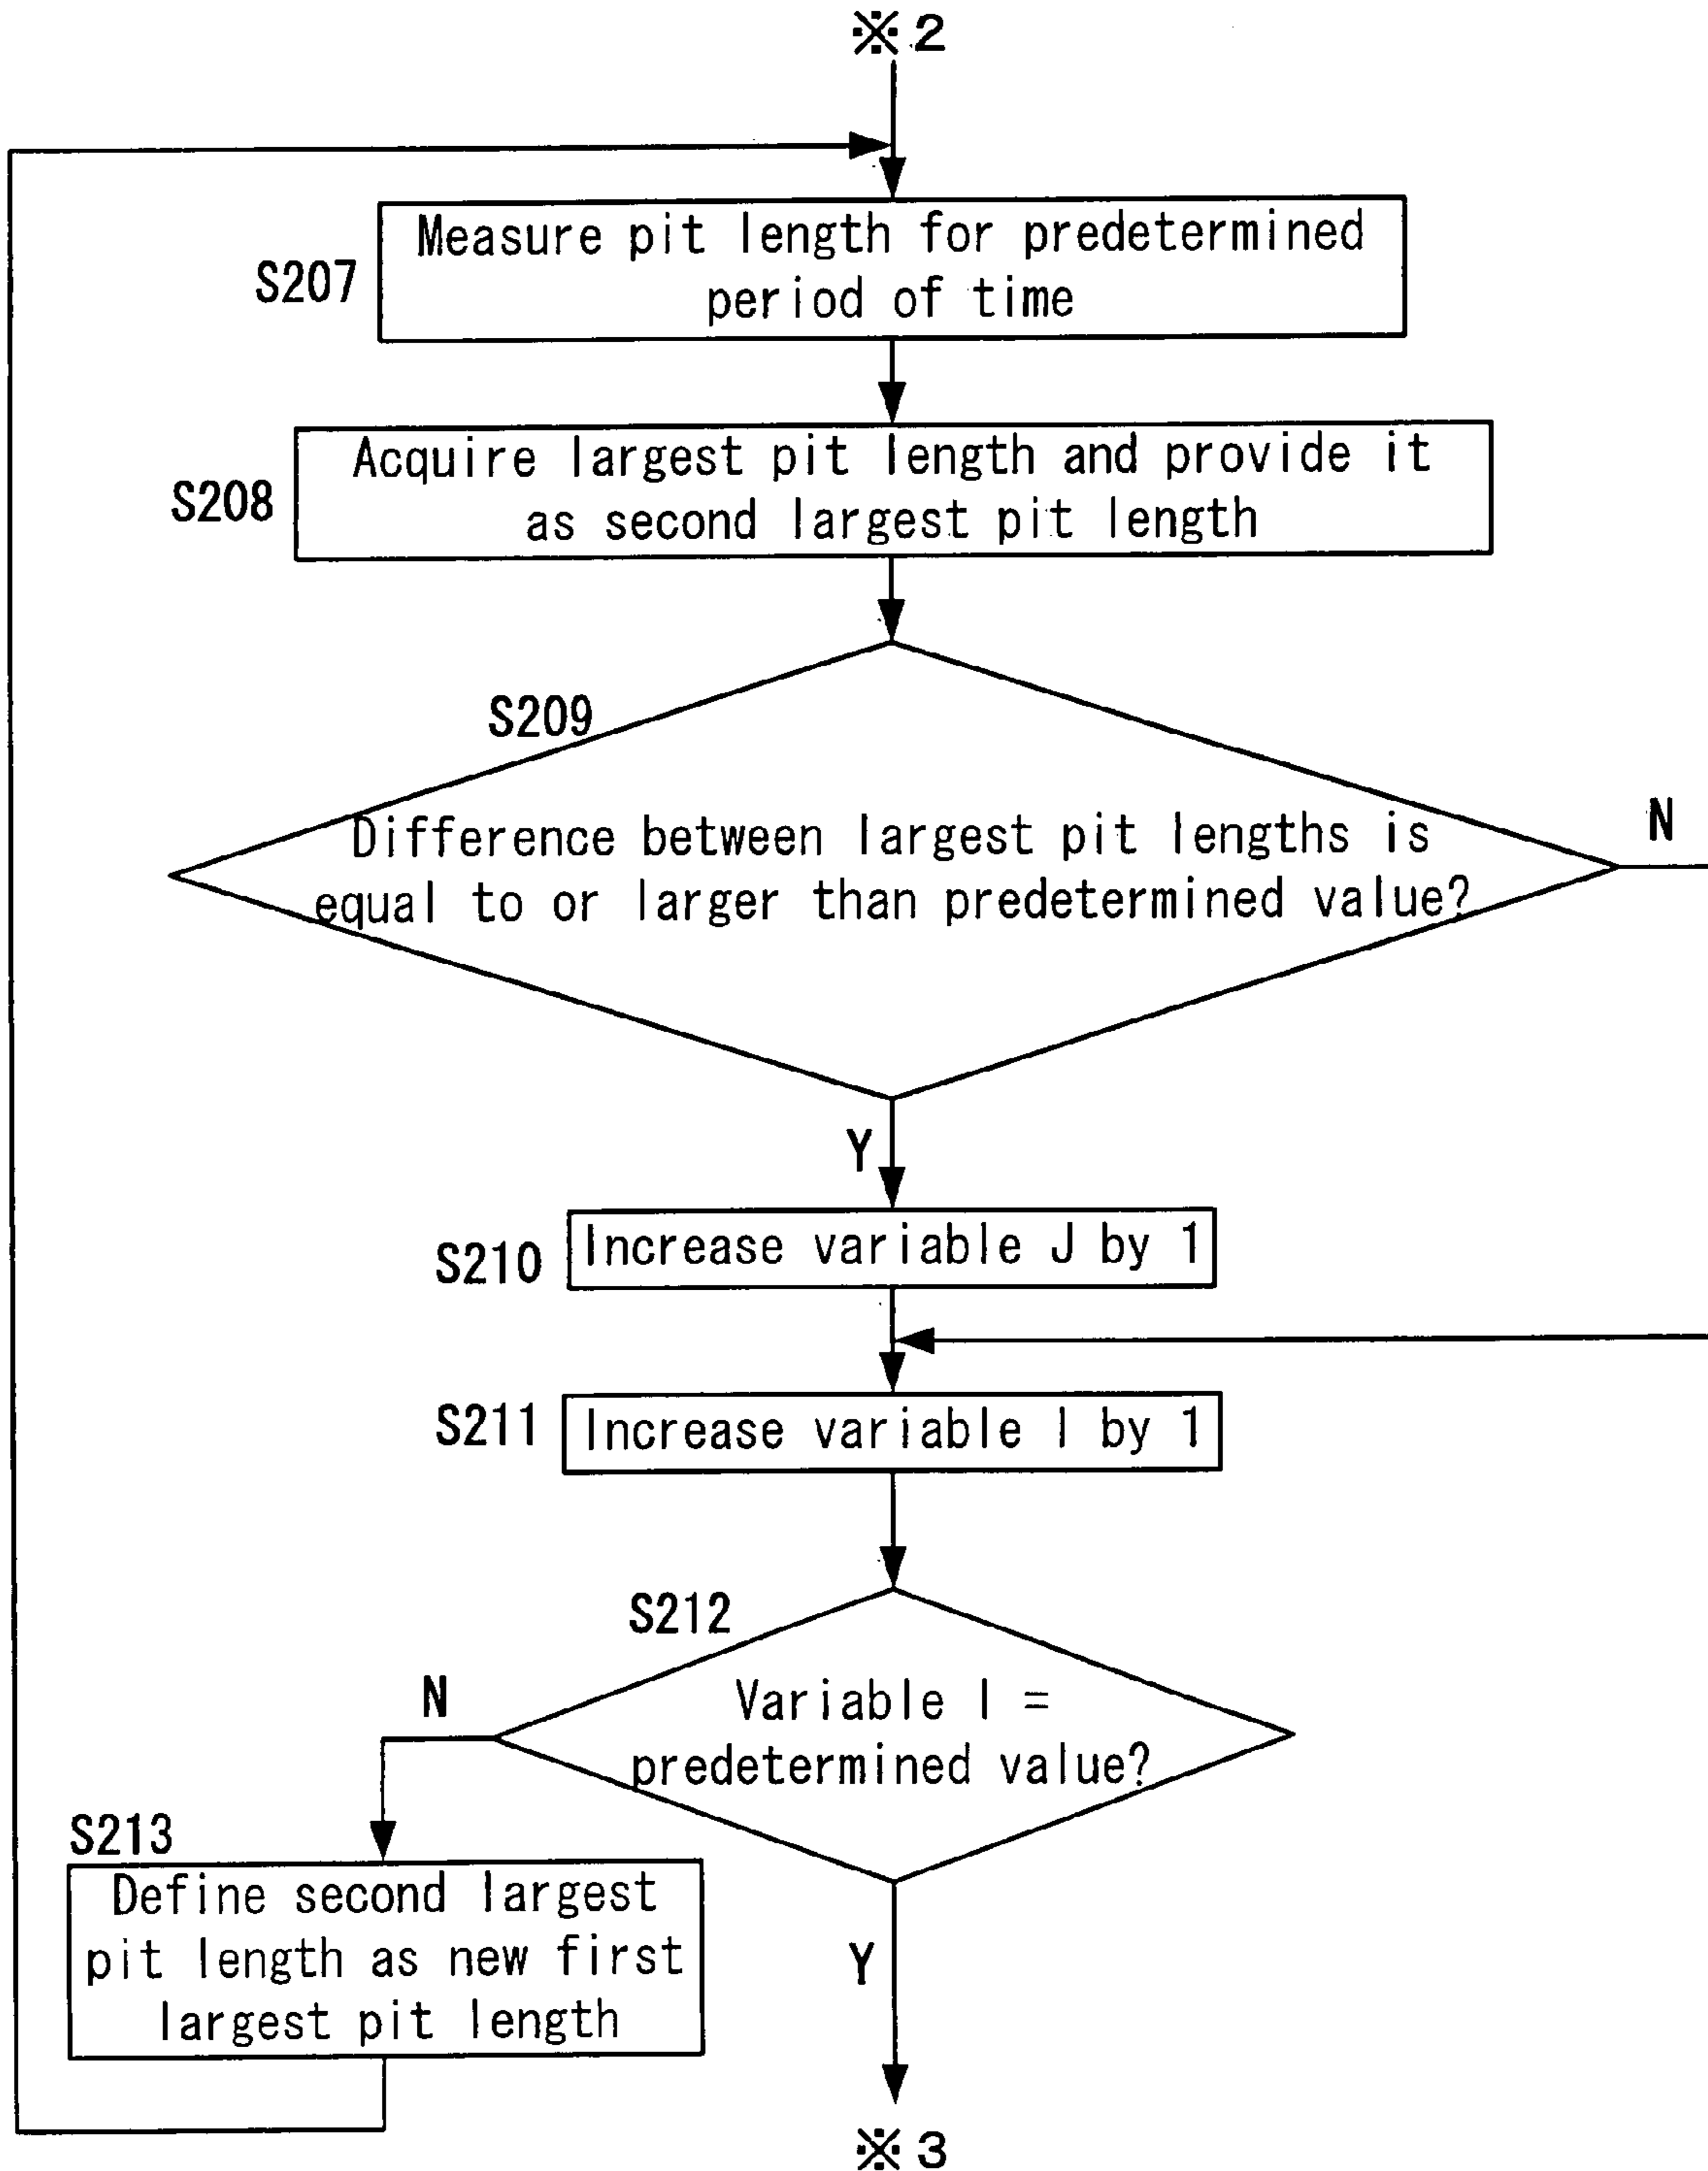 ※2
S207
Measure pit length for predetermined
period of time
S208
Acquire largest pit length and provide it
as second largest pit length
S209
Difference between largest pit lengths is
equal to or larger than predetermined value?
N
Y
S210
Increase variable J by 1
S211
Increase variable I by 1
S212
Variable I =
predetermined value?
N
S213
Define second largest
pit length as new first
largest pit length
Y
※3